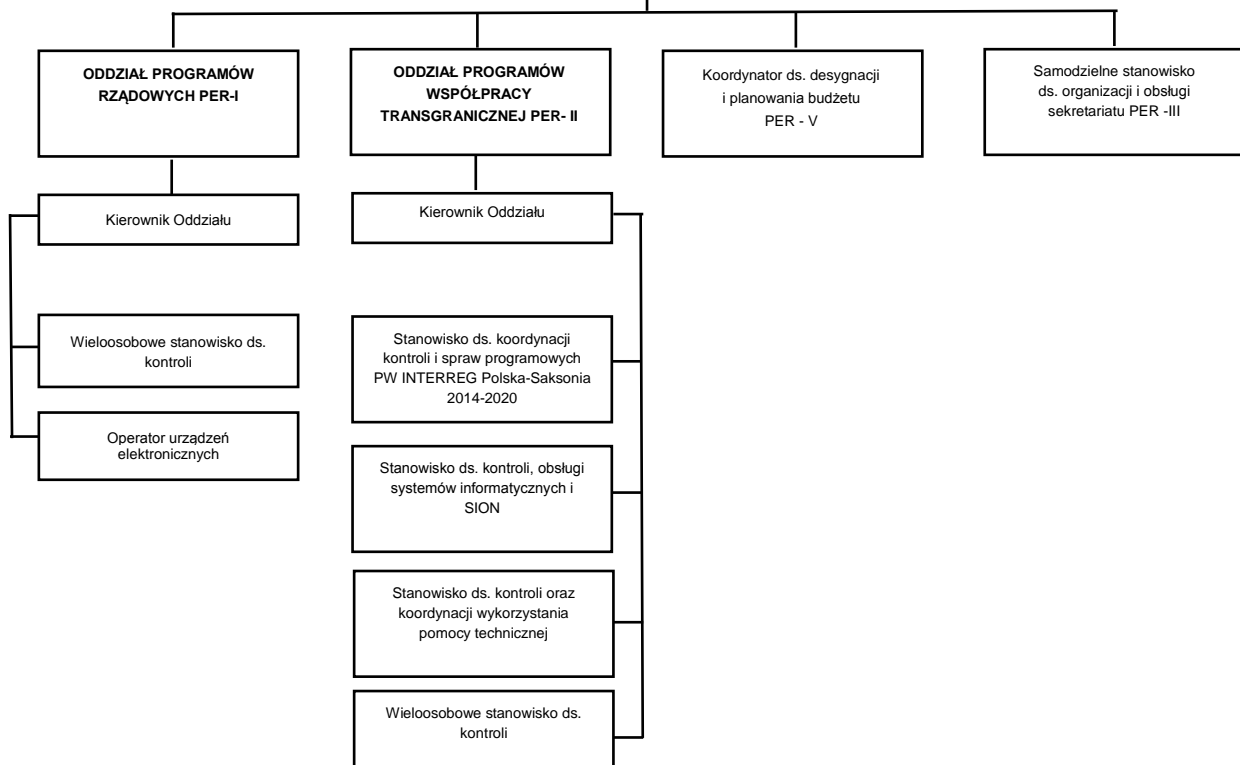 ODDZIAŁ PROGRAMÓW
RZĄDOWYCH PER-I
ODDZIAŁ PROGRAMÓW
WSPÓŁPRACY
TRANSGRANICZNEJ PER- II
Koordynator ds. desygnacji
i planowania budżetu
PER - V
Samodzielne stanowisko
ds. organizacji i obsługi
sekretariatu PER -III
Kierownik Oddziału
Kierownik Oddziału
Wieloosobowe stanowisko ds.
kontroli
Operator urządzeń
elektronicznych
Stanowisko ds. koordynacji
kontroli i spraw programowych
PW INTERREG Polska-Saksonia
2014-2020
Stanowisko ds. kontroli, obsługi
systemów informatycznych i
SION
Stanowisko ds. kontroli oraz
koordynacji wykorzystania
pomocy technicznej
Wieloosobowe stanowisko ds.
kontroli